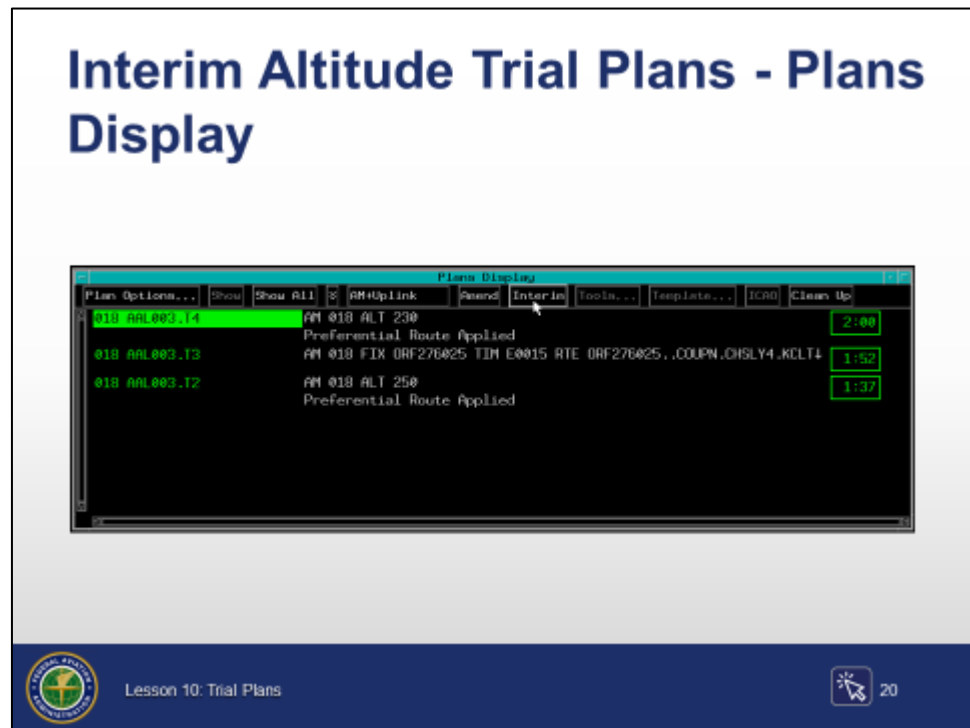 Interim Altitude Trial Plans - Plans
Display
Plans Display
Plan Options... Show Show All AM+Uplink Amend Interim Tools... Template... ICAO Clean Up
018 AAL003.T4 AM 018 ALT 230 2:00
Preferential Route Applied
018 AAL003.T3 AM 018 FIX ORF276025 TIM E0015 RTE ORF276025..COUPN.CHSLY4.KCLT↓ 1:52
018 AAL003.T2 AM 018 ALT 250 1:37
Preferential Route Applied
FEDERAL AVIATION ADMINISTRATION
Lesson 10: Trial Plans
20